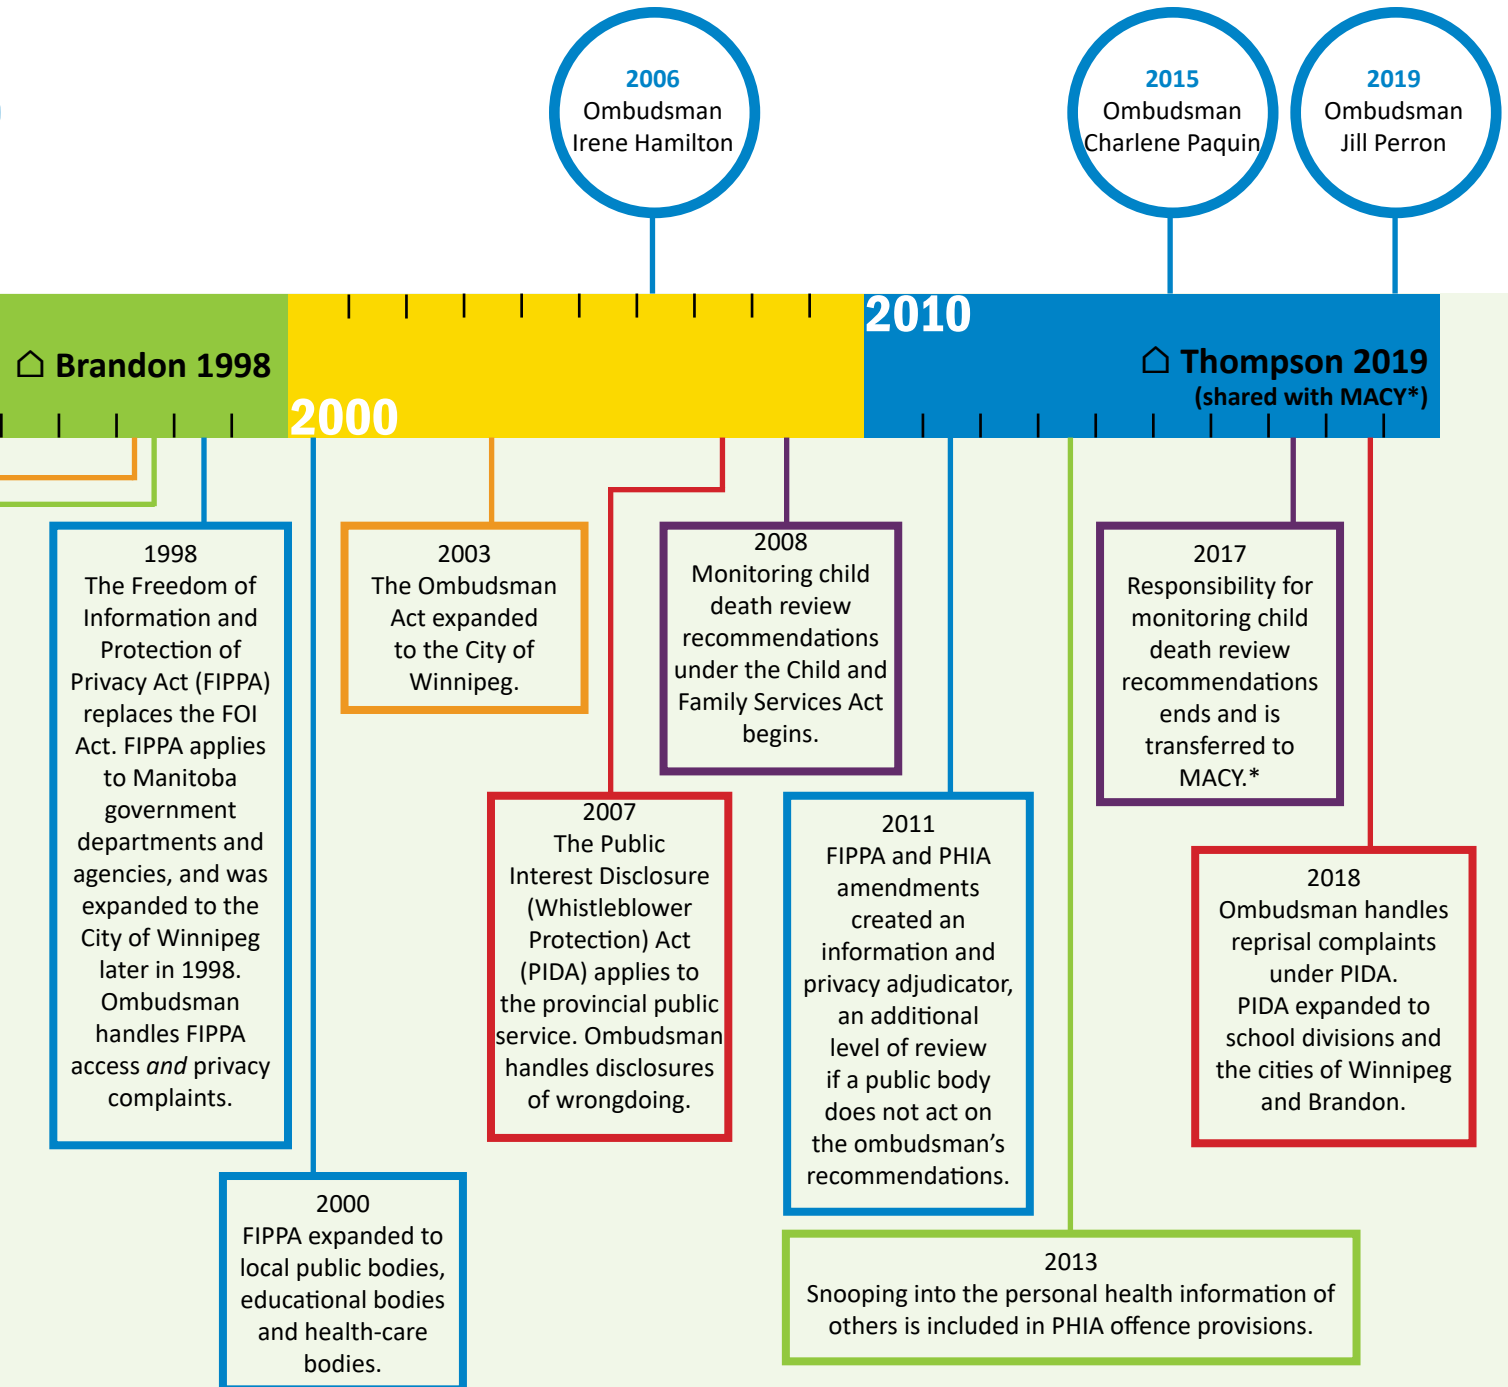 2006
Ombudsman
Irene Hamilton
2015
Ombudsman
Charlene Paquin
2019
Ombudsman
Jill Perron
Brandon 1998
2000
2010
Thompson 2019
(shared with MACY*)
1998
The Freedom of
Information and
Protection of
Privacy Act (FIPPA)
replaces the FOI
Act. FIPPA applies
to Manitoba
government
departments and
agencies, and was
expanded to the
City of Winnipeg
later in 1998.
Ombudsman
handles FIPPA
access and privacy
complaints.
2000
FIPPA expanded to
local public bodies,
educational bodies
and health-care
bodies.
2003
The Ombudsman
Act expanded
to the City of
Winnipeg.
2007
The Public
Interest Disclosure
(Whistleblower
Protection) Act
(PIDA) applies to
the provincial public
service. Ombudsman
handles disclosures
of wrongdoing.
2008
Monitoring child
death review
recommendations
under the Child and
Family Services Act
begins.
2011
FIPPA and PHIA
amendments
created an
information and
privacy adjudicator,
an additional
level of review
if a public body
does not act on
the ombudsman's
recommendations.
2013
Snooping into the personal health information of
others is included in PHIA offence provisions.
2017
Responsibility for
monitoring child
death review
recommendations
ends and is
transferred to
MACY.*
2018
Ombudsman handles
reprisal complaints
under PIDA.
PIDA expanded to
school divisions and
the cities of Winnipeg
and Brandon.